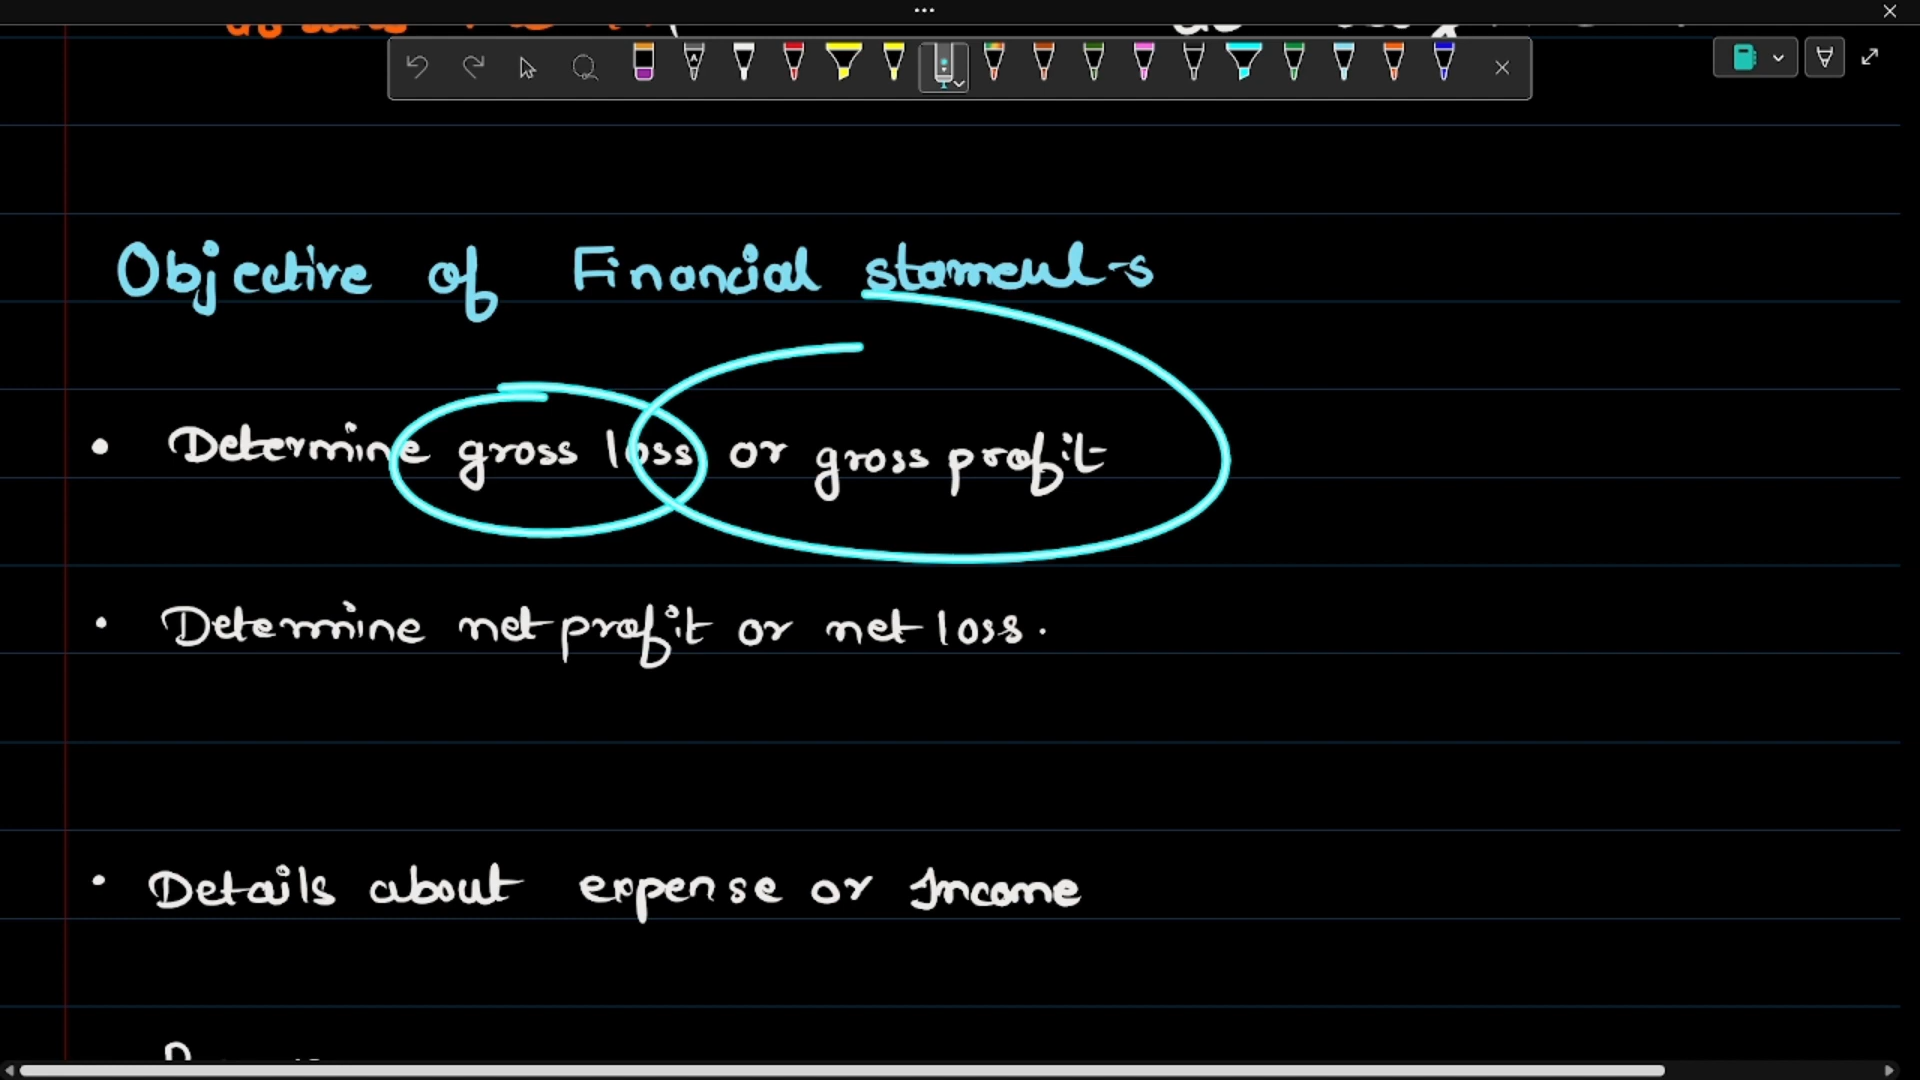 Objective of Financial stament-s
• Determine gross loss or gross profit
• Determine net profit or net loss.
• Details about expense or Income